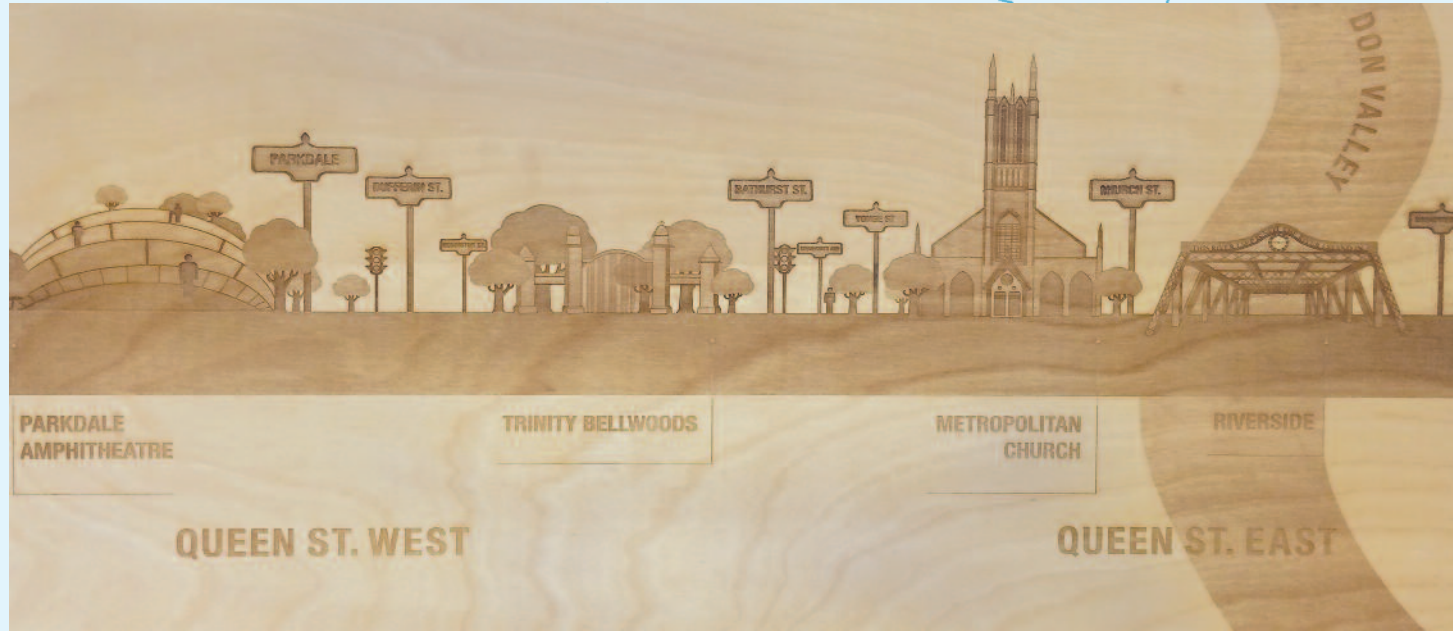 DON VALLEY
PARKDALE
DUFFERIN ST.
BATHURST ST.
YONGE ST.
CHURCH ST.
PARKDALE
AMPHITHEATRE
TRINITY BELLWOODS
METROPOLITAN
CHURCH
RIVERSIDE
QUEEN ST. WEST
QUEEN ST. EAST